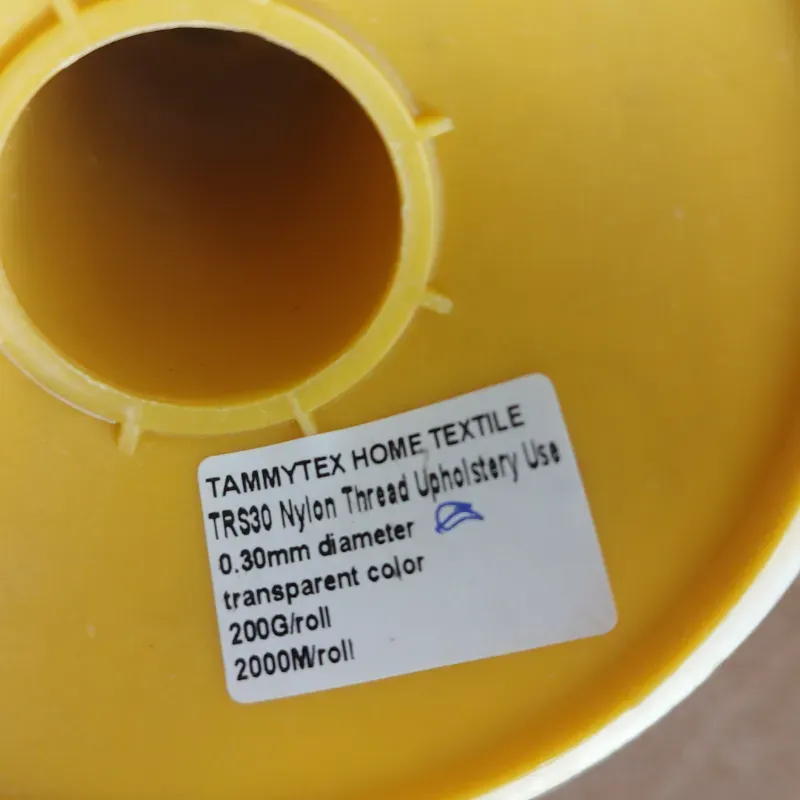 TAMMYTEX HOME TEXTILE
TRS30 Nylon Thread Upholstery Use
0.30mm diameter
transparent color
200G/roll
2000M/roll